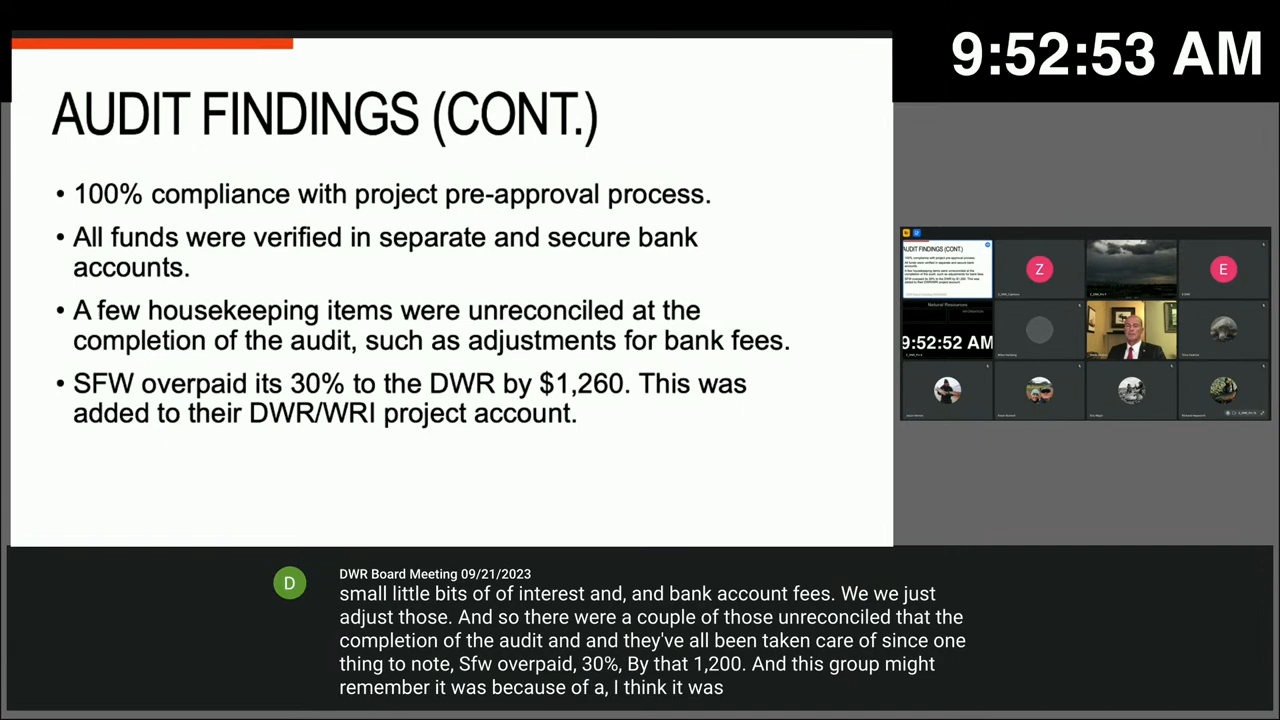 9:52:53 AM
AUDIT FINDINGS (CONT.)
• 100% compliance with project pre-approval process.
• All funds were verified in separate and secure bank
accounts.
• A few housekeeping items were unreconciled at the
completion of the audit, such as adjustments for bank fees.
• SFW overpaid its 30% to the DWR by $1,260. This was
added to their DWR/WRI project account.
AUDIT FINDINGS (CONT.)
Z
E
Natural Resources
9:52:52 AM
D
DWR Board Meeting 09/21/2023
small little bits of of interest and, and bank account fees. We we just
adjust those. And so there were a couple of those unreconciled that the
completion of the audit and and they've all been taken care of since one
thing to note, Sfw overpaid, 30%, By that 1,200. And this group might
remember it was because of a, I think it was